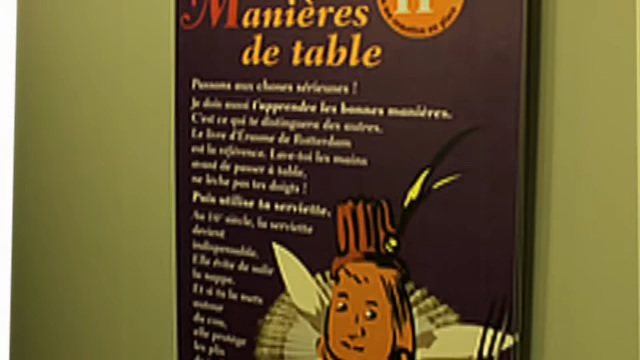 Manières
de table
Passons aux choses sérieuses !
Je dois aussi t'apprendre les bonnes manières.
C'est ce qui te distinguera des autres.
Le livre d'Érasme de Rotterdam
est la référence. Lave-toi les mains
avant de passer à table,
ne lèche pas tes doigts !
Puis utilise ta serviette.
Au 16e siècle, la serviette
devient
indispensable.
Elle évite de salir
la nappe.
Et si tu la mets
autour
du cou,
elle protège
les plis